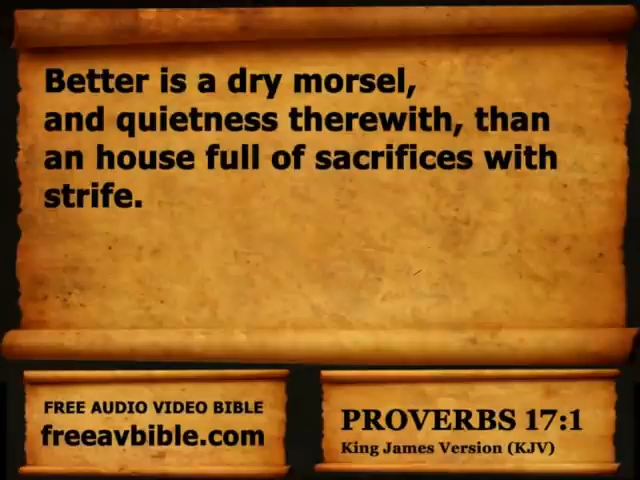 Better is a dry morsel,
and quietness therewith, than
an house full of sacrifices with
strife.
FREE AUDIO VIDEO BIBLE
freeavbible.com
PROVERBS 17:1
King James Version (KJV)